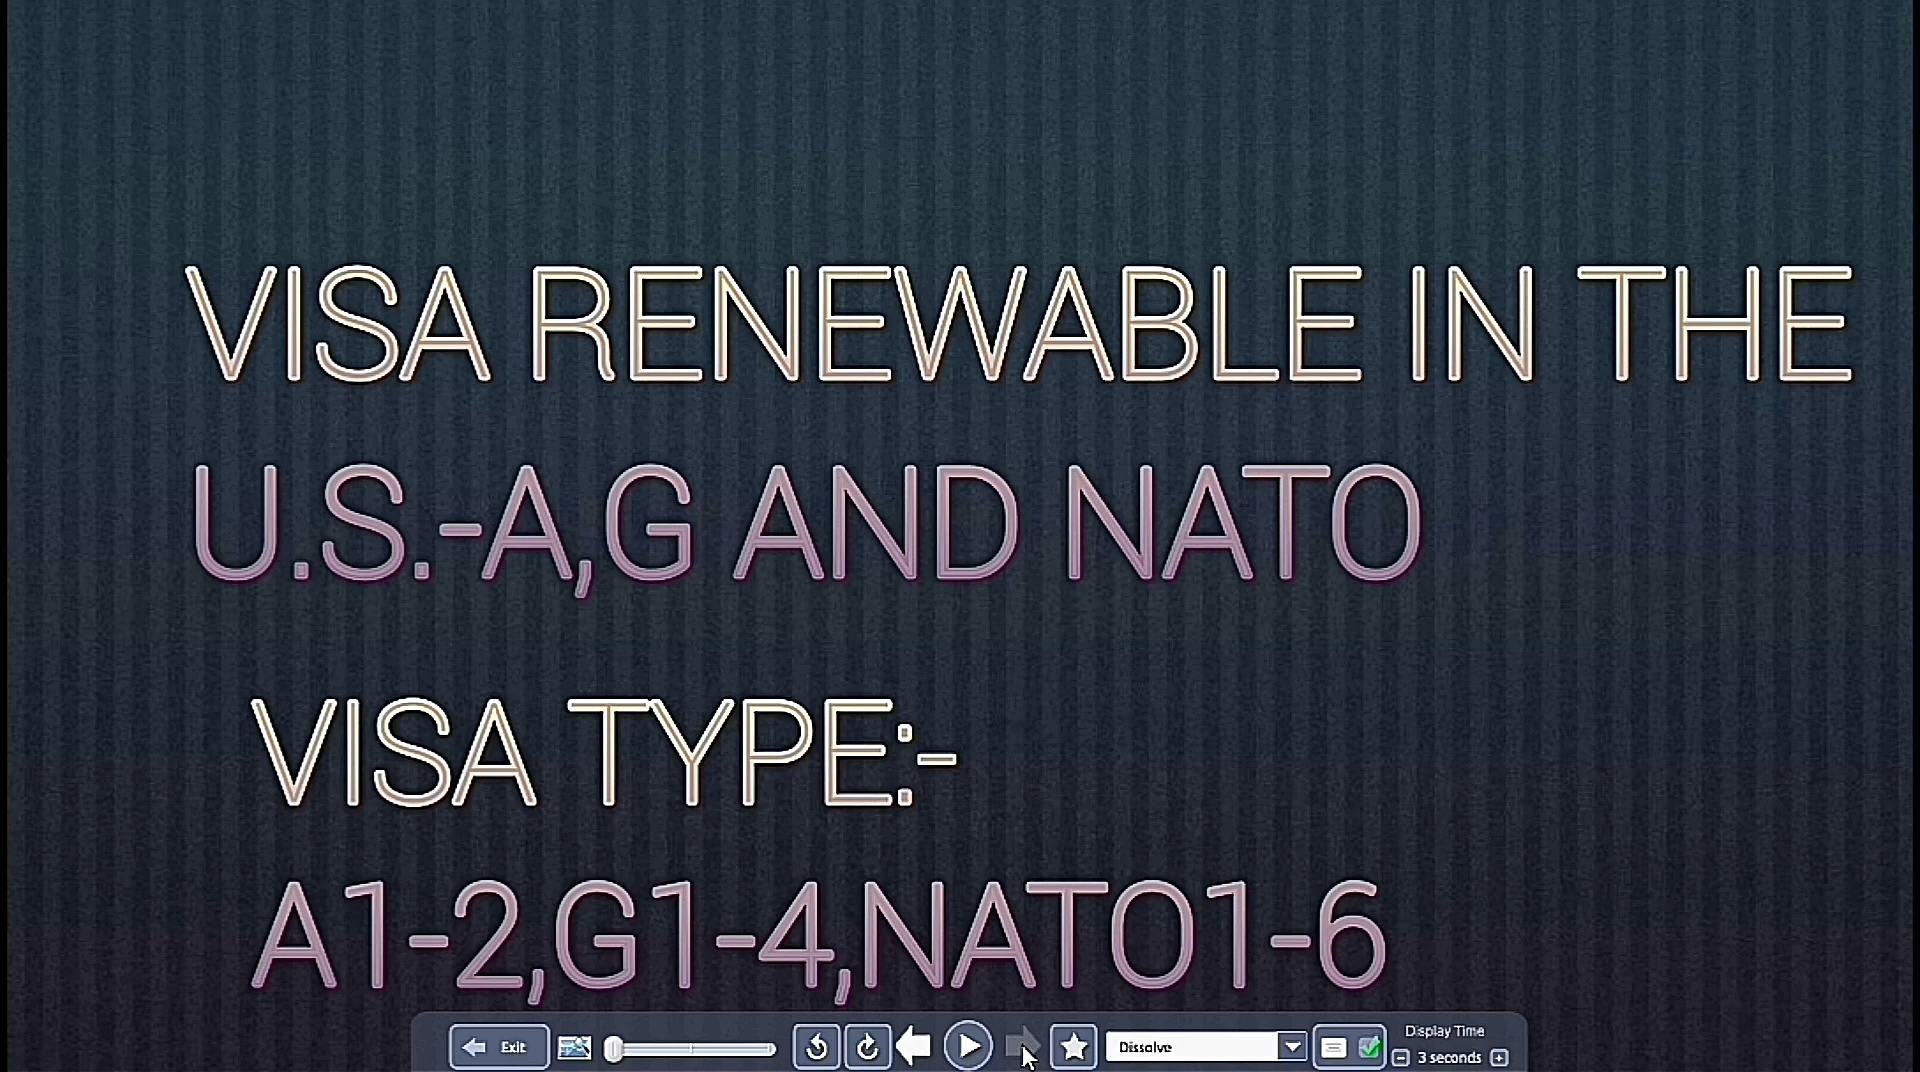 VISA RENEWABLE IN THE
U.S.-A,G AND NATO
VISA TYPE:-
A1-2,G1-4,NATO1-6
Exit
Dissolve
Display Time
3 seconds